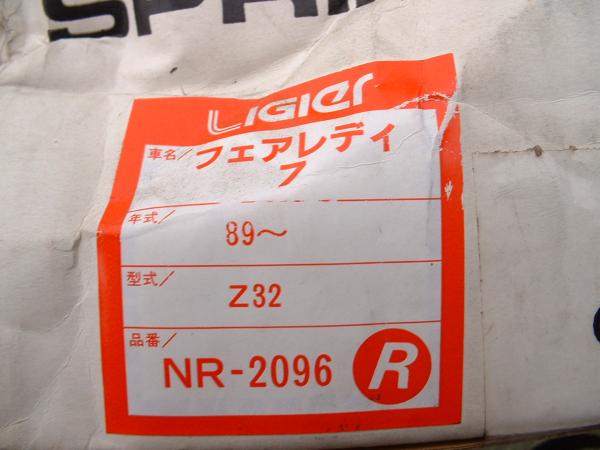 SPRI
LIGIER
車名/フェアレディ
Z
年式/
89〜
型式/
Z32
品番/
NR-2096 R